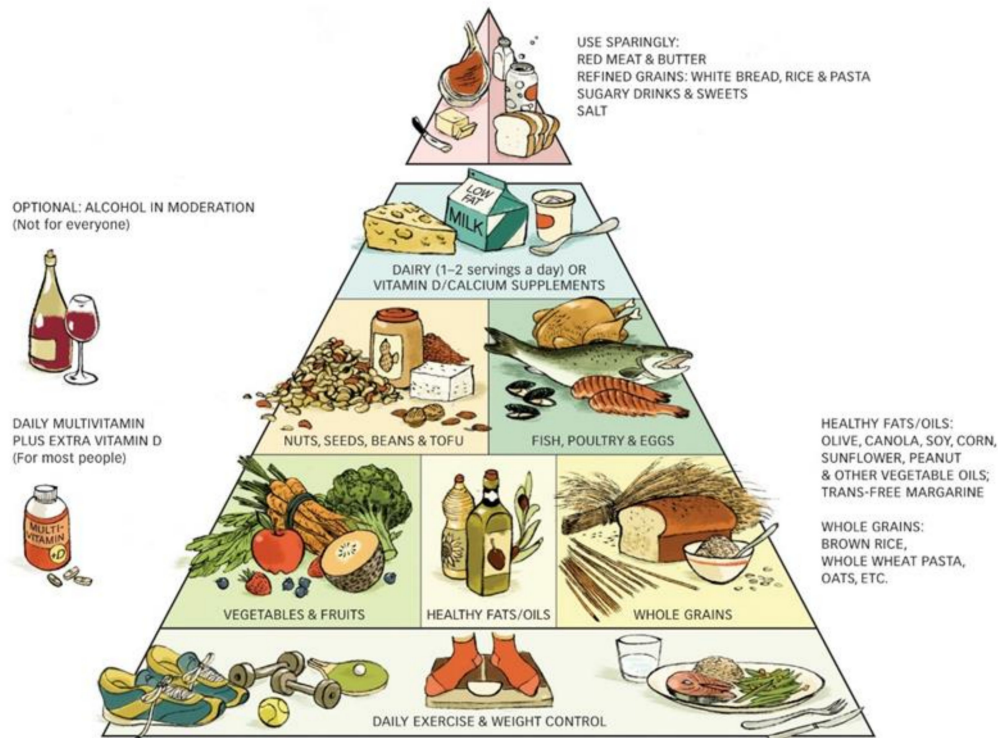 USE SPARINGLY:
RED MEAT & BUTTER
REFINED GRAINS: WHITE BREAD, RICE & PASTA
SUGARY DRINKS & SWEETS
SALT
OPTIONAL: ALCOHOL IN MODERATION
(Not for everyone)
LOW
FAT
MILK
DAIRY (1–2 servings a day) OR
VITAMIN D/CALCIUM SUPPLEMENTS
DAILY MULTIVITAMIN
PLUS EXTRA VITAMIN D
(For most people)
MULTI-
VITAMIN
+D
NUTS, SEEDS, BEANS & TOFU
FISH, POULTRY & EGGS
HEALTHY FATS/OILS:
OLIVE, CANOLA, SOY, CORN,
SUNFLOWER, PEANUT
& OTHER VEGETABLE OILS;
TRANS-FREE MARGARINE
WHOLE GRAINS:
BROWN RICE,
WHOLE WHEAT PASTA,
OATS, ETC.
VEGETABLES & FRUITS
HEALTHY FATS/OILS
WHOLE GRAINS
DAILY EXERCISE & WEIGHT CONTROL